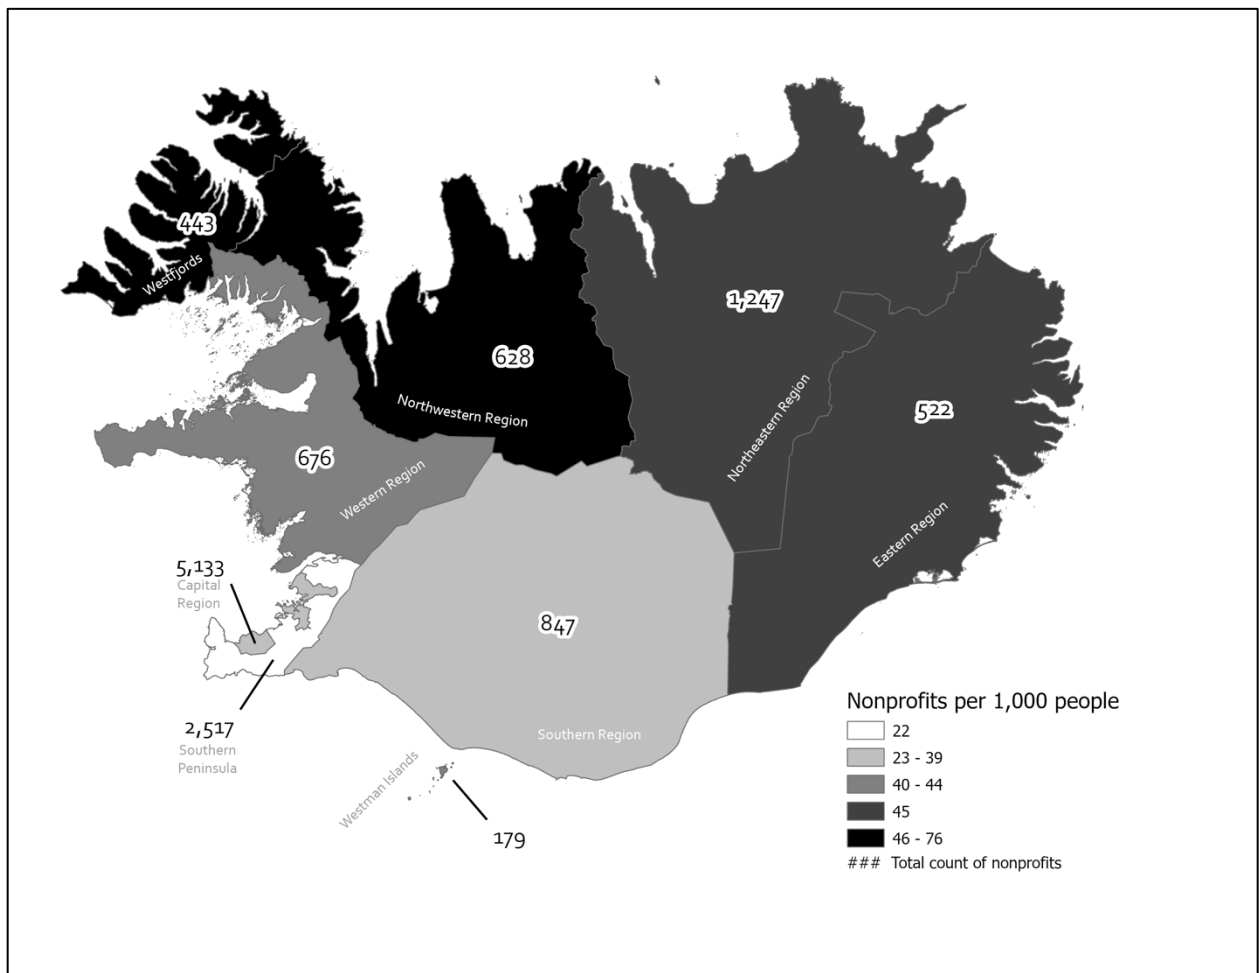 443
Westfjords
1,247
628
Northwestern Region
522
Northeastern Region
676
Western Region
Eastern Region
5,133
Capital
Region
847
2,517
Southern
Peninsula
Southern Region
Westman Islands
179
Nonprofits per 1,000 people
22
23 - 39
40 - 44
45
46 - 76
### Total count of nonprofits